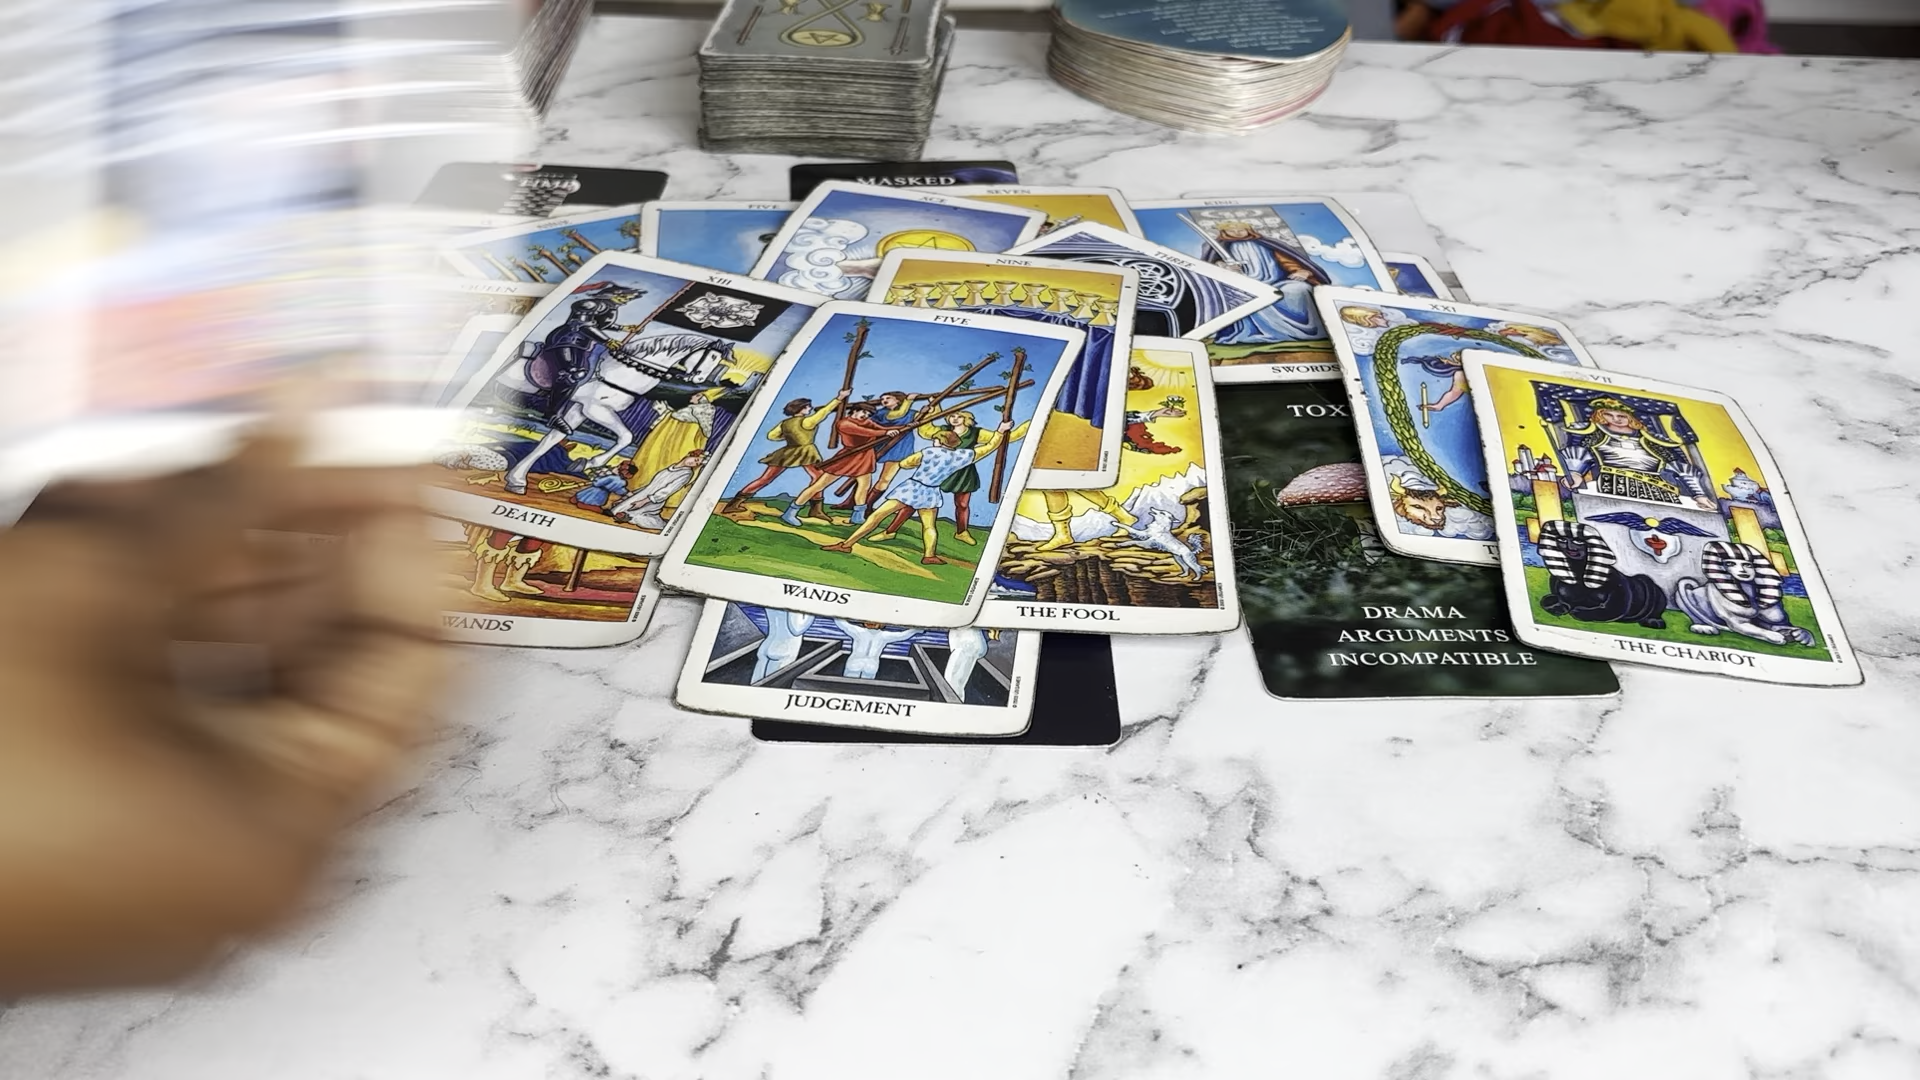 MASKED
SEVEN
ACE
KING
FIVE
THREE
NINE
QUEEN
XIII
FIVE
XXI
VII
SWORDS
TOX
DEATH
WANDS
THE FOOL
DRAMA
ARGUMENTS
INCOMPATIBLE
THE CHARIOT
WANDS
JUDGEMENT